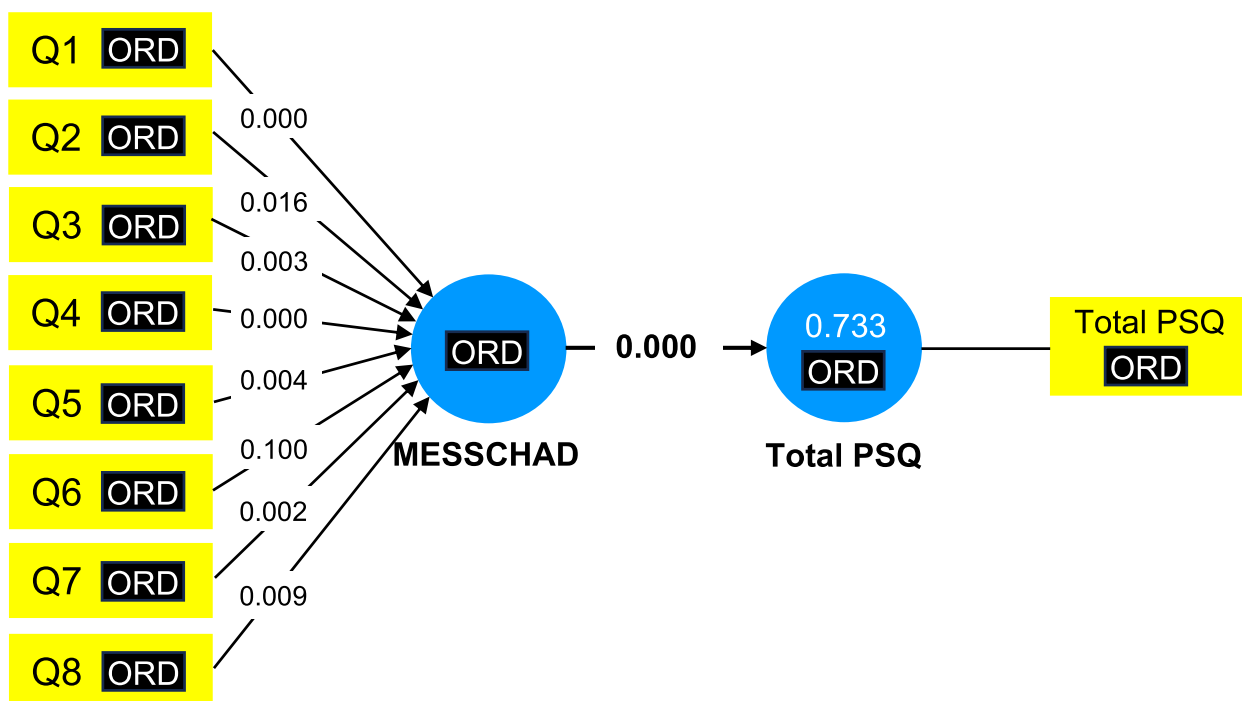 Q1 ORD
0.000
Q2 ORD
0.016
Q3 ORD
0.003
Q4 ORD
0.000
Q5 ORD
0.004
Q6 ORD
0.100
Q7 ORD
0.002
Q8 ORD
0.009
ORD
MESSCHAD
0.000
0.733
ORD
Total PSQ
Total PSQ
ORD